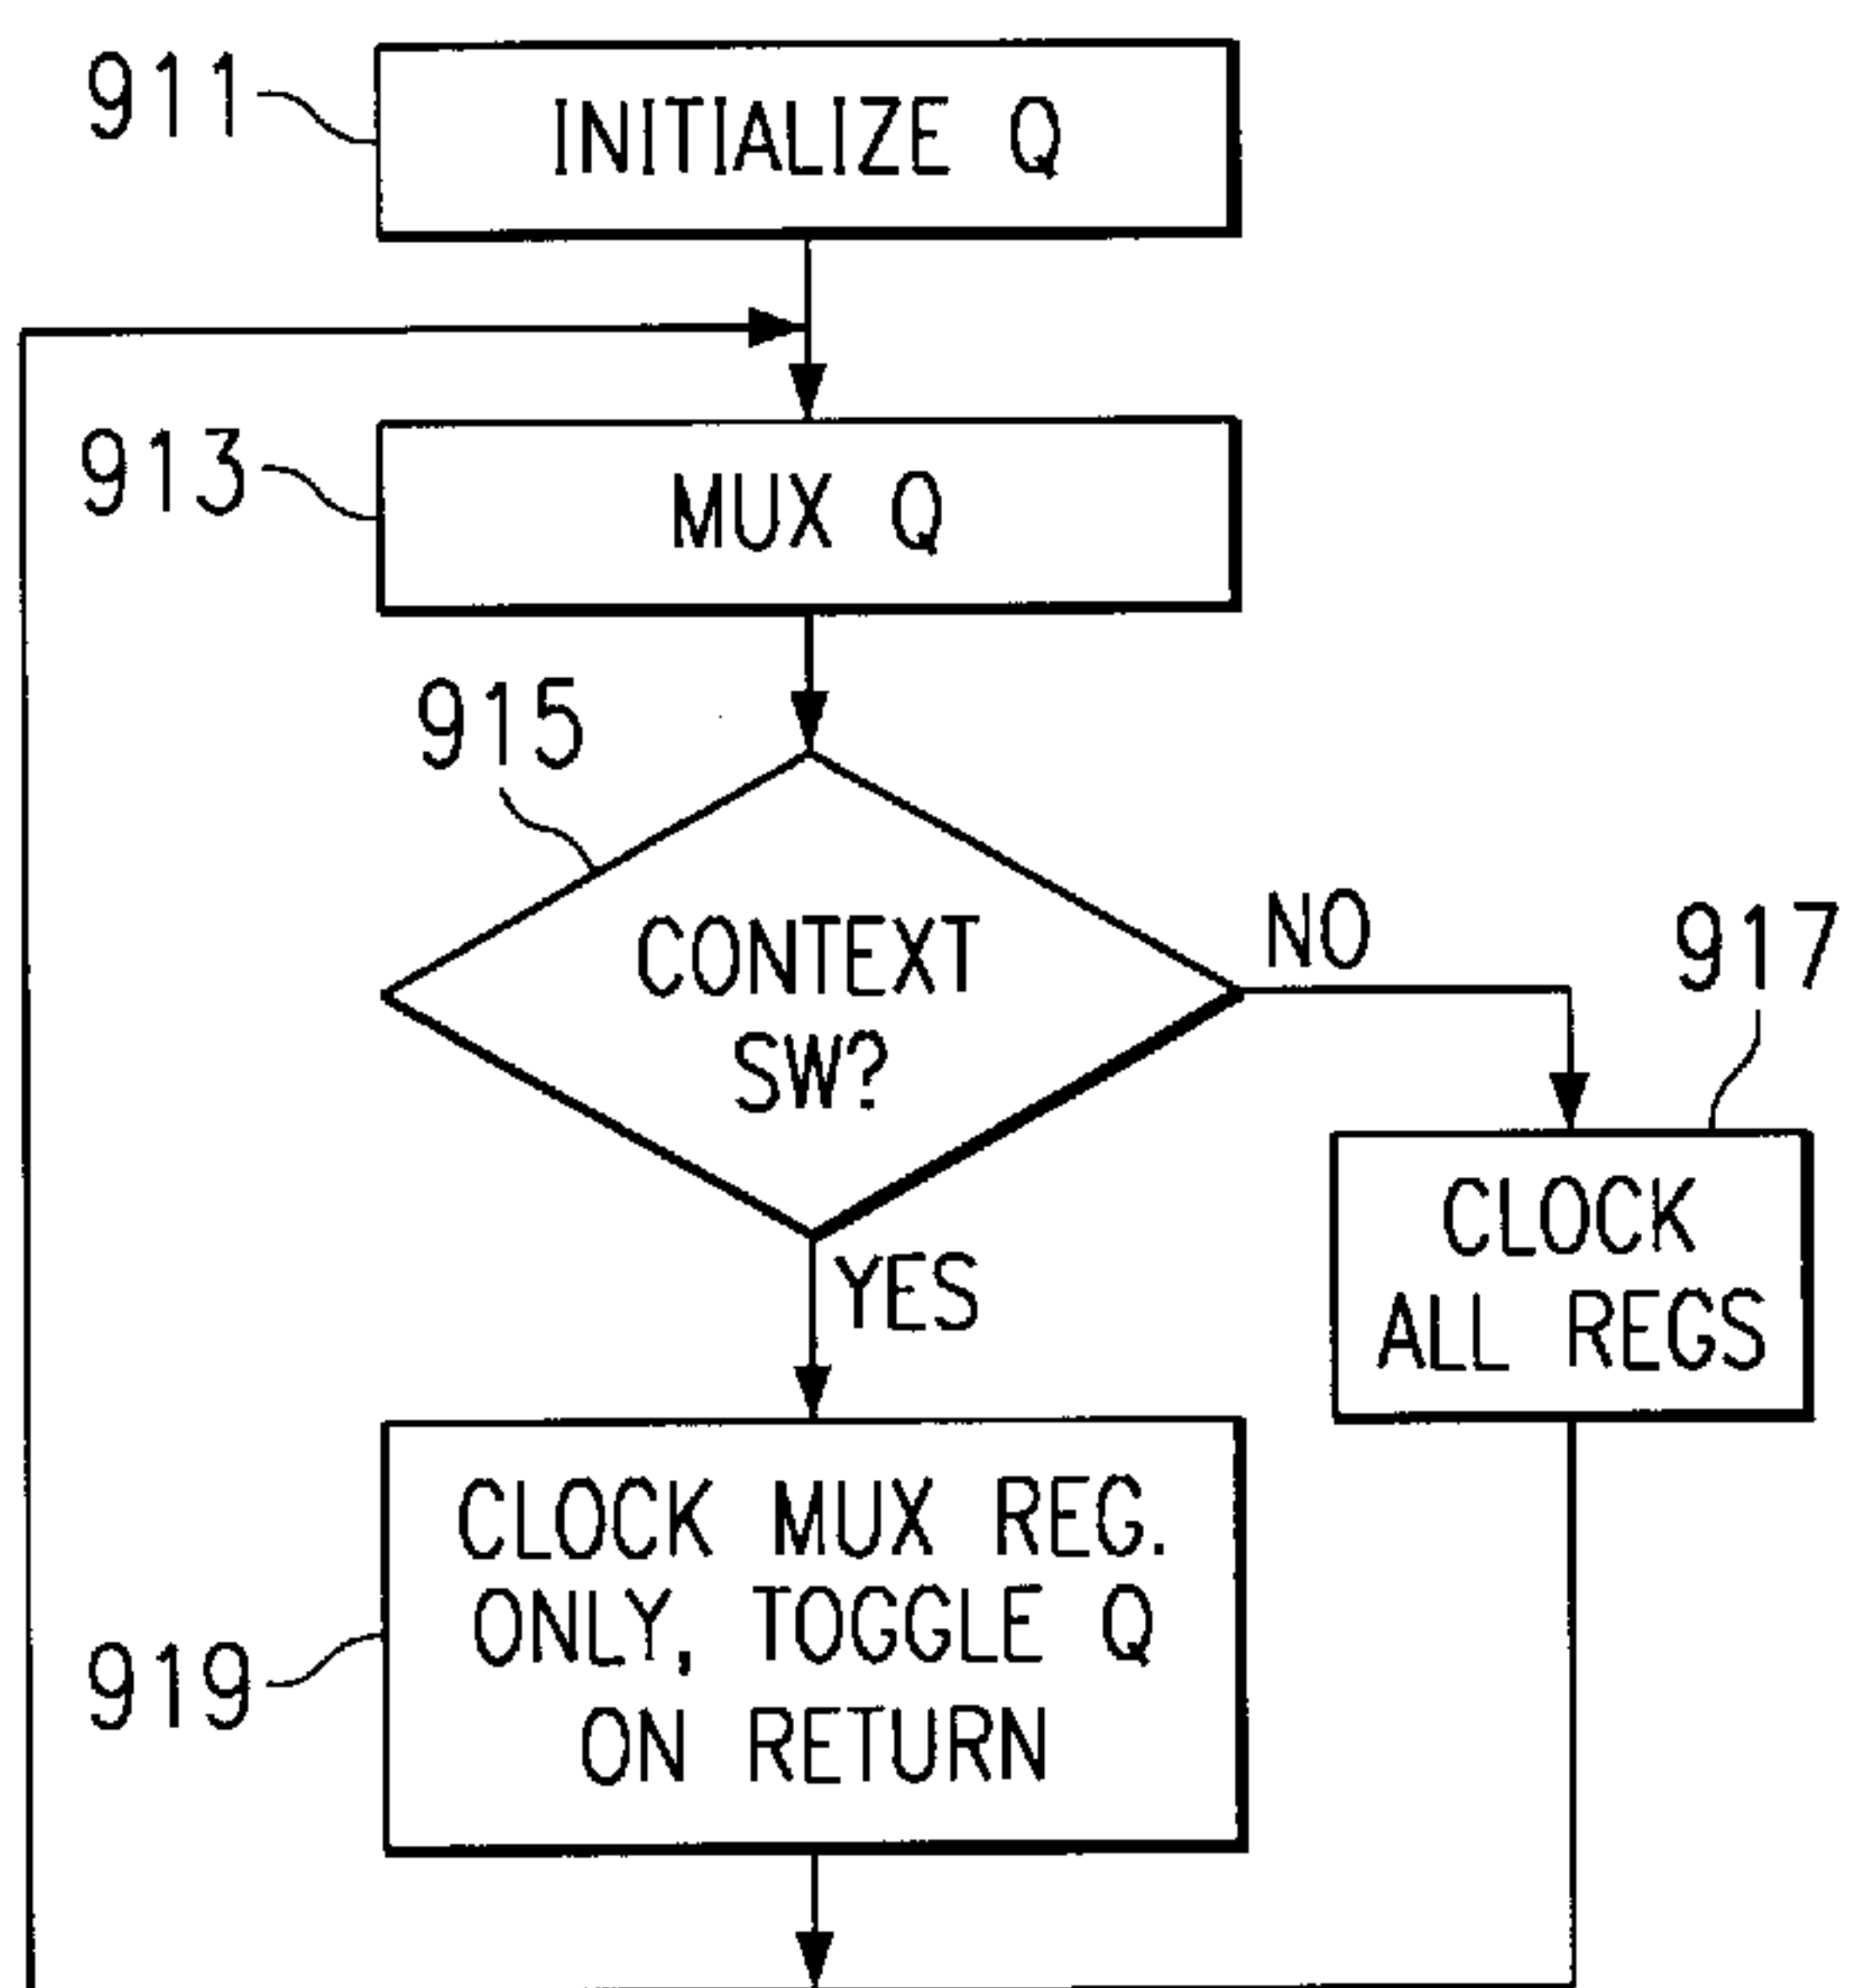 911
INITIALIZE Q
913
MUX Q
915
CONTEXT
SW?
NO
917
YES
CLOCK
ALL REGS
919
CLOCK MUX REG.
ONLY, TOGGLE Q
ON RETURN